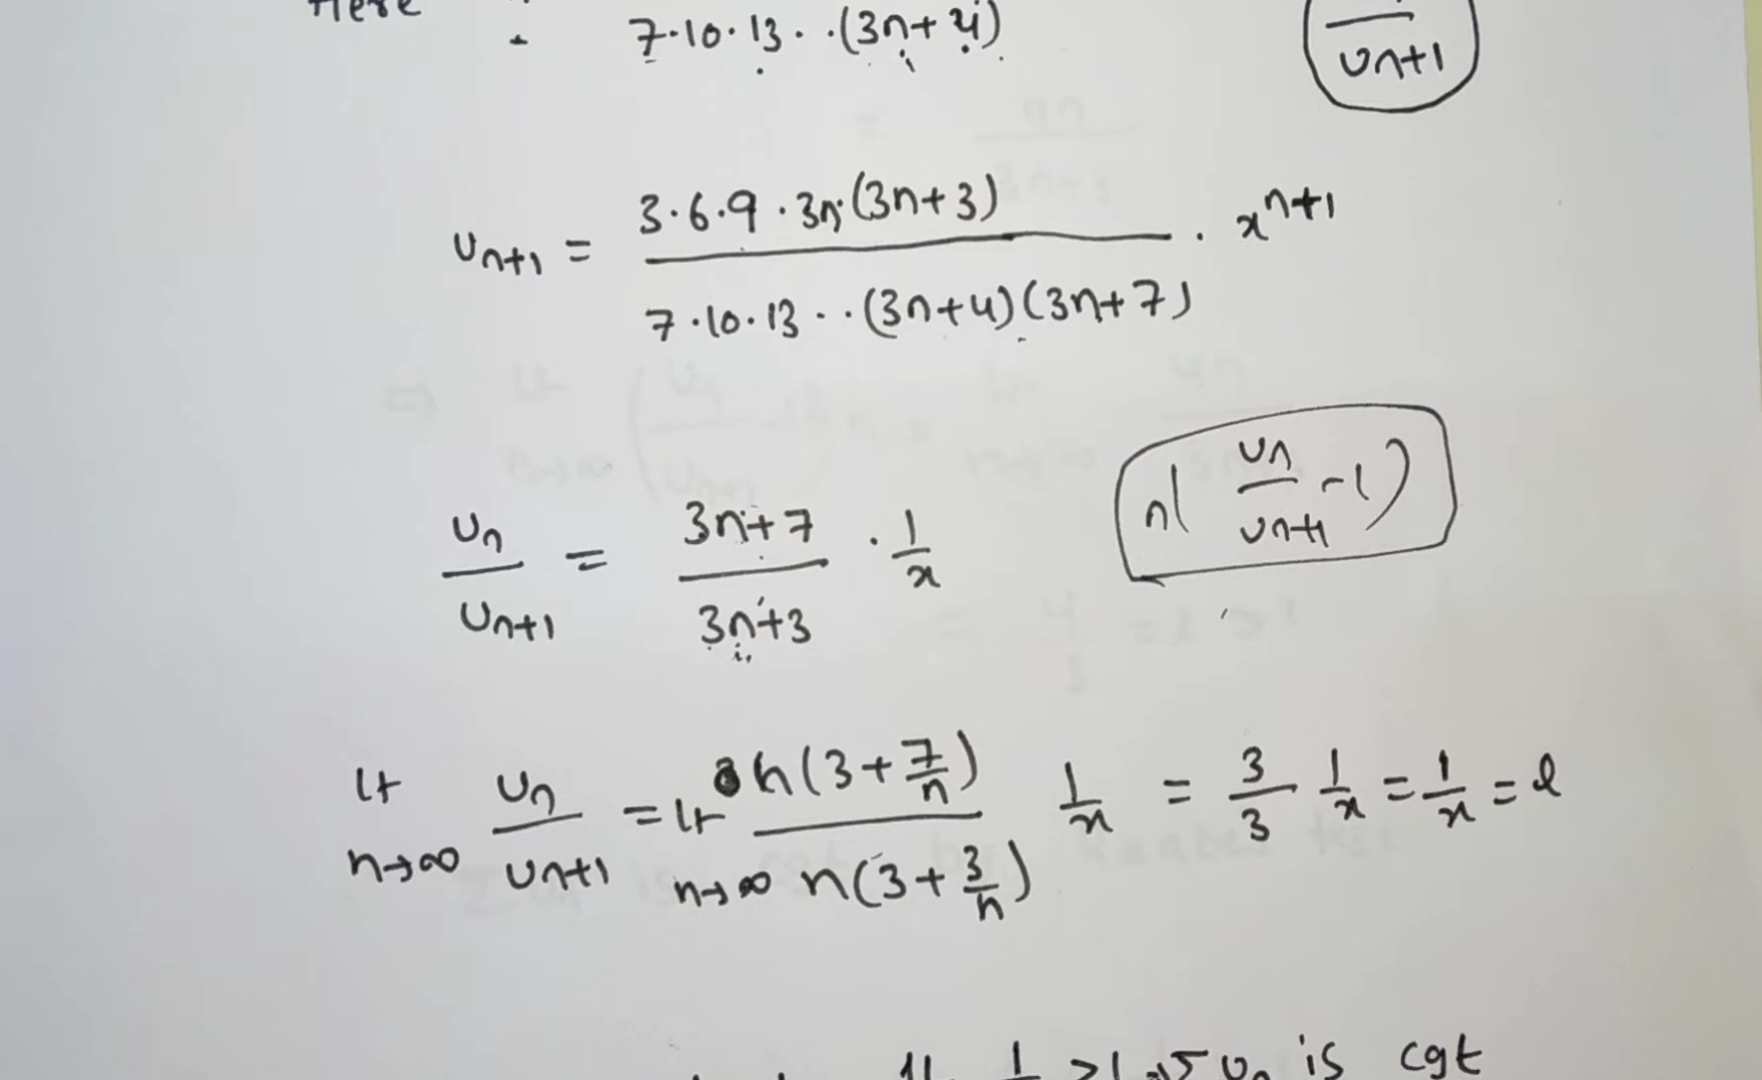 Here
7·10·13··(3n+4)
un+1
un+1 = 3·6·9·3n·(3n+3) / 7·10·13··(3n+4)(3n+7) · x^n+1
n(un/un+1 -1)
un/un+1 = 3n+7 / 3n+3 · 1/x
lt n→∞ un/un+1 = lt n→∞ n(3+7/n) / n(3+3/n) 1/x = 3/3 1/x = 1/x = l
1/x >1, Σun is cgt